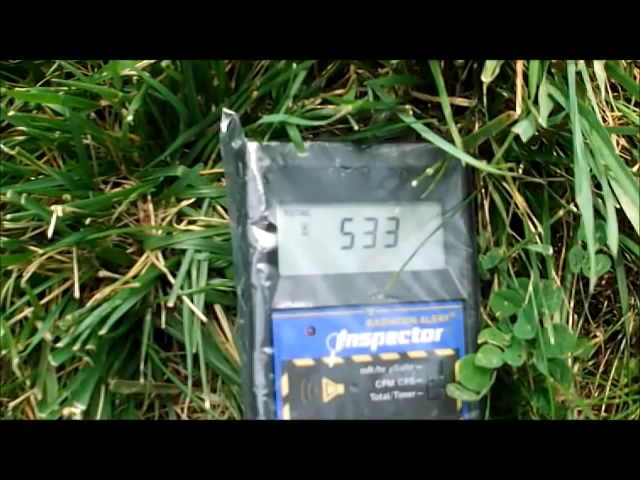 TOTAL
533
RADIATION ALERT
Inspector
mR/hr µSv/hr
CPM CPS
Total/Timer